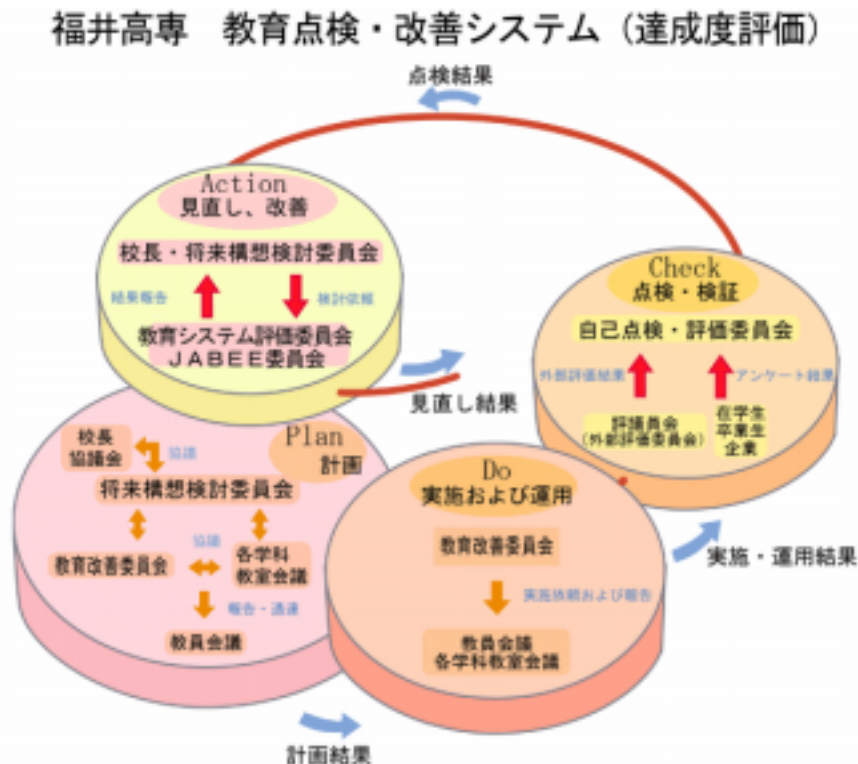 福井高専　教育点検・改善システム（達成度評価）
点検結果
Action
見直し、改善
校長・将来構想検討委員会
結果報告
検討依頼
教育システム評価委員会
ＪＡＢＥＥ委員会
見直し結果
Check
点検・検証
自己点検・評価委員会
外部評価結果
アンケート結果
評議員会
（外部評価委員会）
在学生
卒業生
企業
Plan
計画
校長
協議会
協議
将来構想検討委員会
協議
教育改善委員会
各学科
教室会議
報告・通達
教員会議
Do
実施および運用
教育改善委員会
実施依頼および報告
教員会議
各学科教室会議
実施・運用結果
計画結果